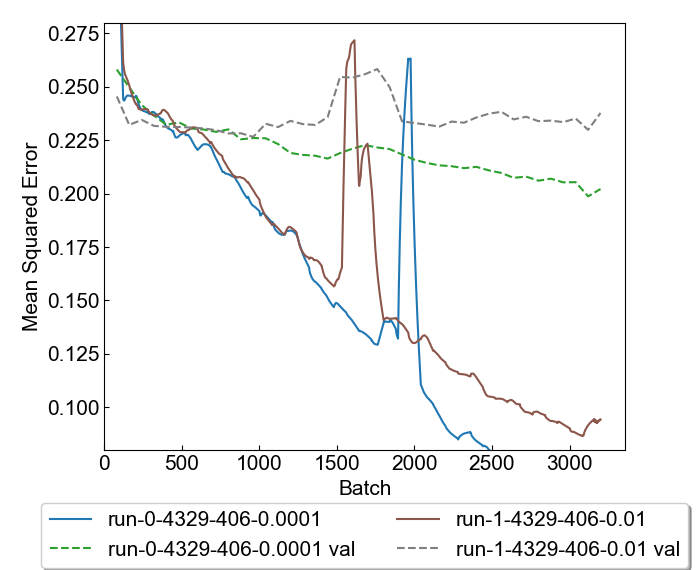 Mean Squared Error
0.275
0.250
0.225
0.200
0.175
0.150
0.125
0.100
0 500 1000 1500 2000 2500 3000
Batch
run-0-4329-406-0.0001 run-1-4329-406-0.01
run-0-4329-406-0.0001 val run-1-4329-406-0.01 val